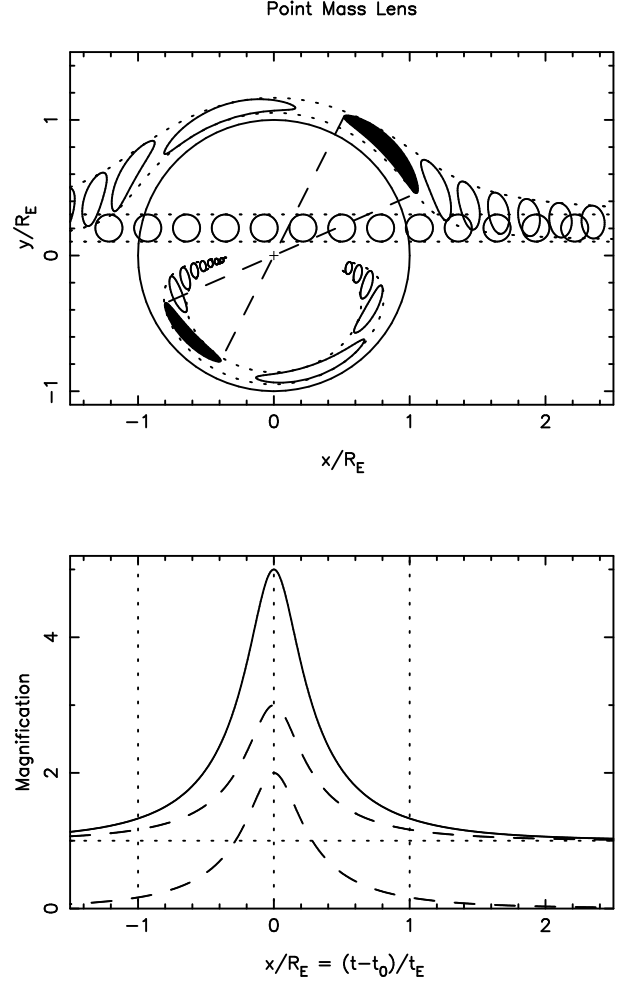 Point Mass Lens
1
0
−1
y/R_E
−1 0 1 2
x/R_E
4
2
0
Magnification
−1 0 1 2
x/R_E = (t−t_0)/t_E